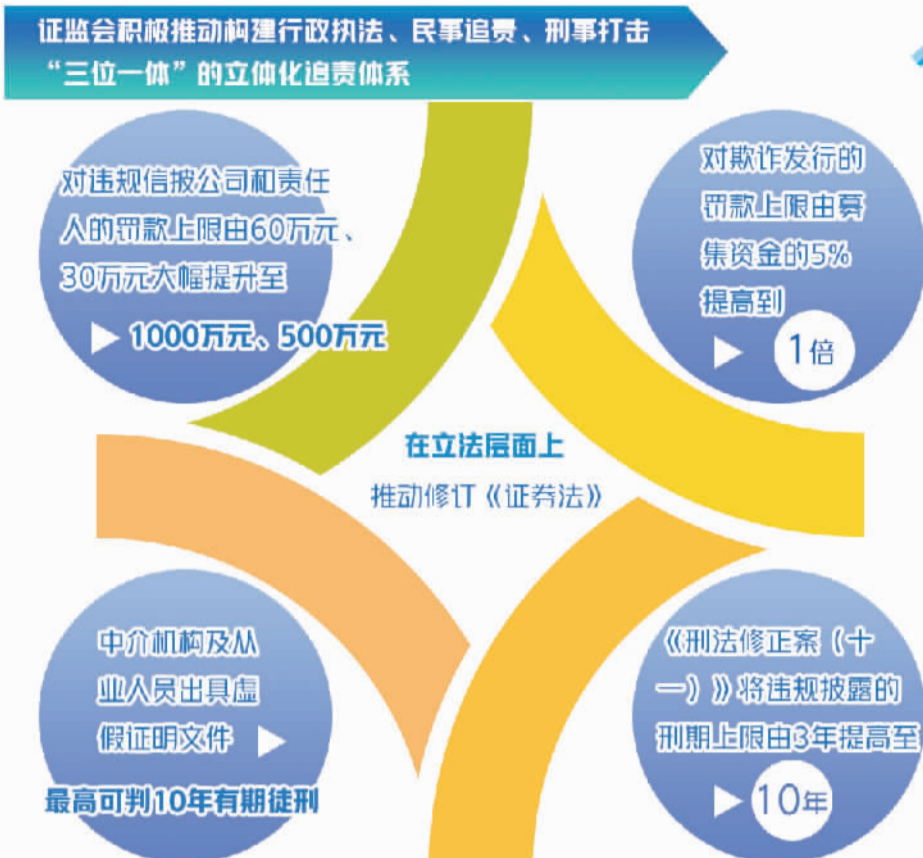 证监会积极推动构建行政执法、民事追责、刑事打击
“三位一体”的立体化追责体系
对违规信披公司和责任
人的罚款上限由60万元、
30万元大幅提升至
1000万元、500万元
对欺诈发行的
罚款上限由募
集资金的5%
提高到
1倍
在立法层面上
推动修订《证券法》
中介机构及从
业人员出具虚
假证明文件
最高可判10年有期徒刑
《刑法修正案（十
一）》将违规披露的
刑期上限由3年提高至
10年